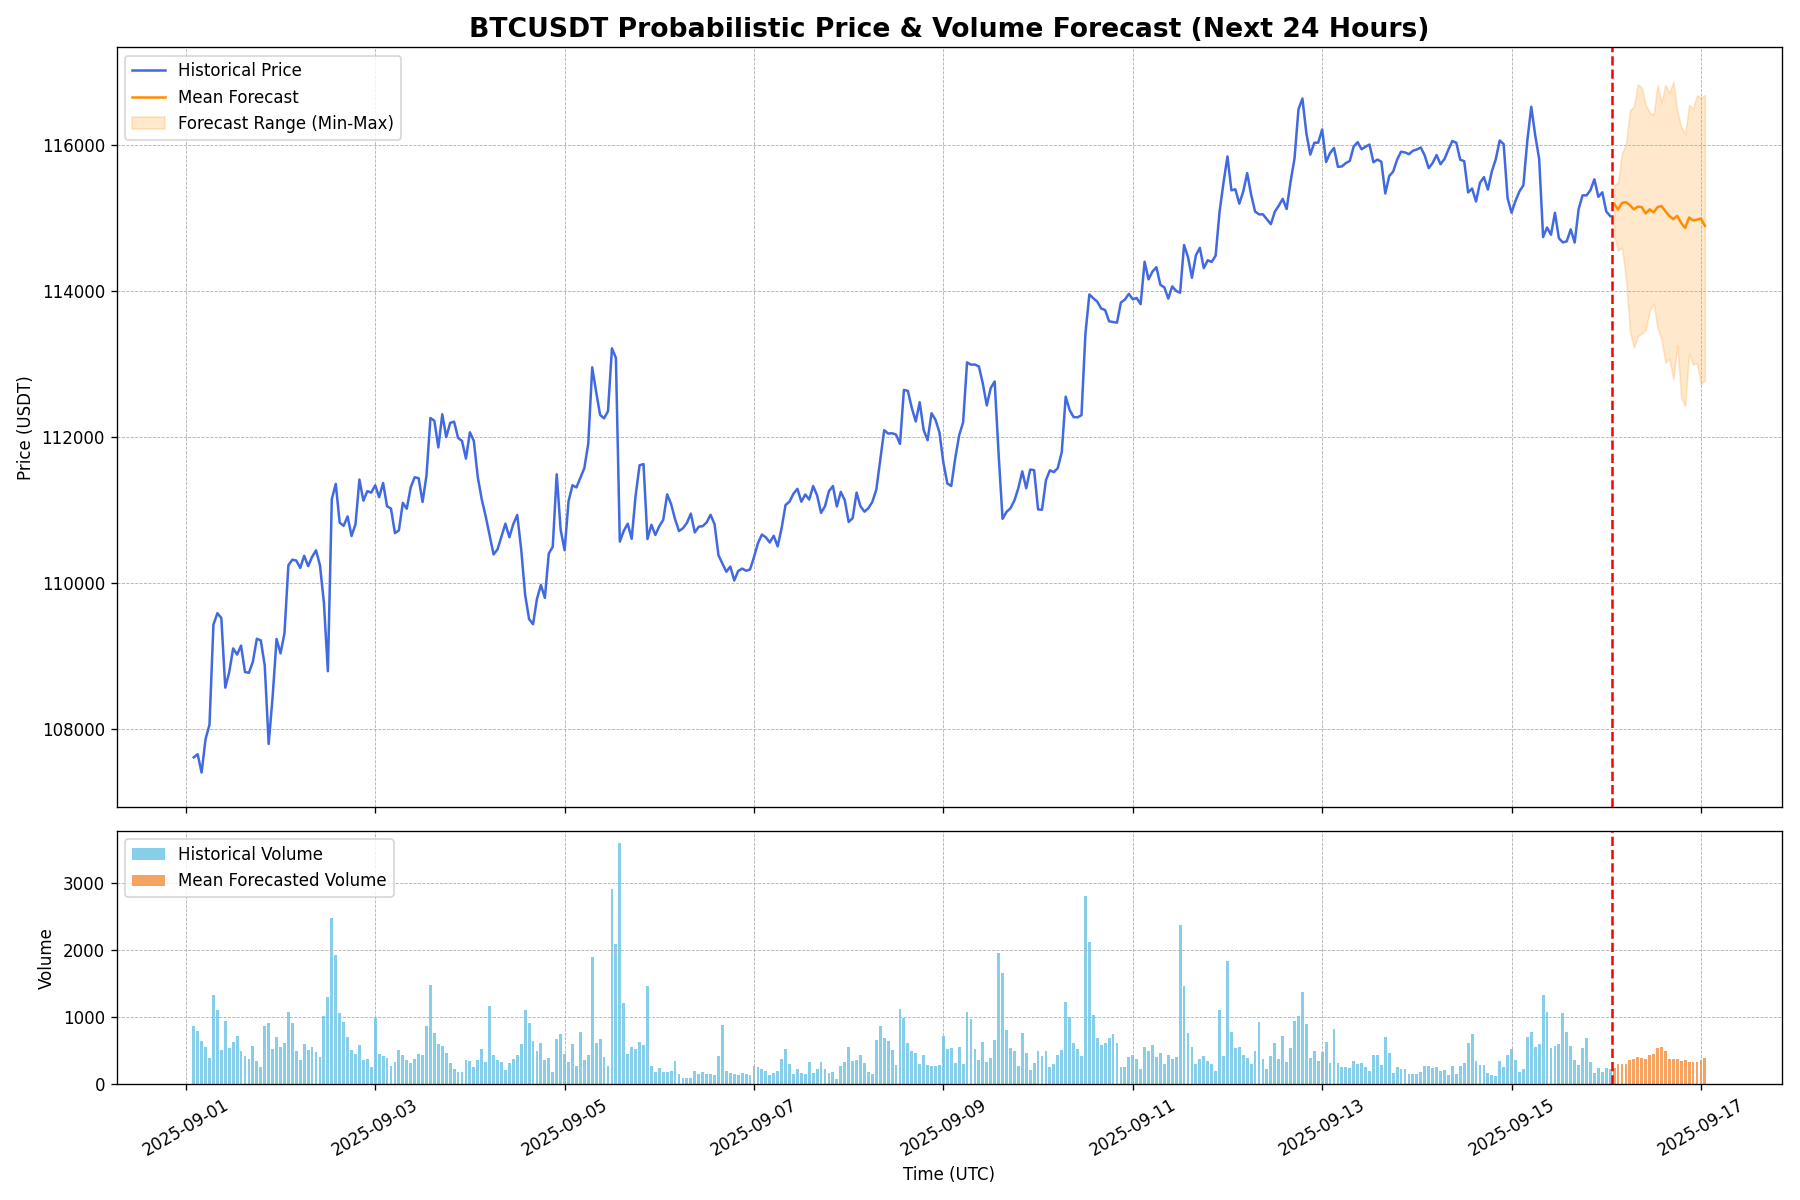 BTCUSDT Probabilistic Price & Volume Forecast (Next 24 Hours)
Historical Price
Mean Forecast
Forecast Range (Min-Max)
116000
114000
112000
110000
108000
Price (USDT)
Historical Volume
Mean Forecasted Volume
3000
2000
1000
0
Volume
2025-09-01
2025-09-03
2025-09-05
2025-09-07
2025-09-09
2025-09-11
2025-09-13
2025-09-15
2025-09-17
Time (UTC)